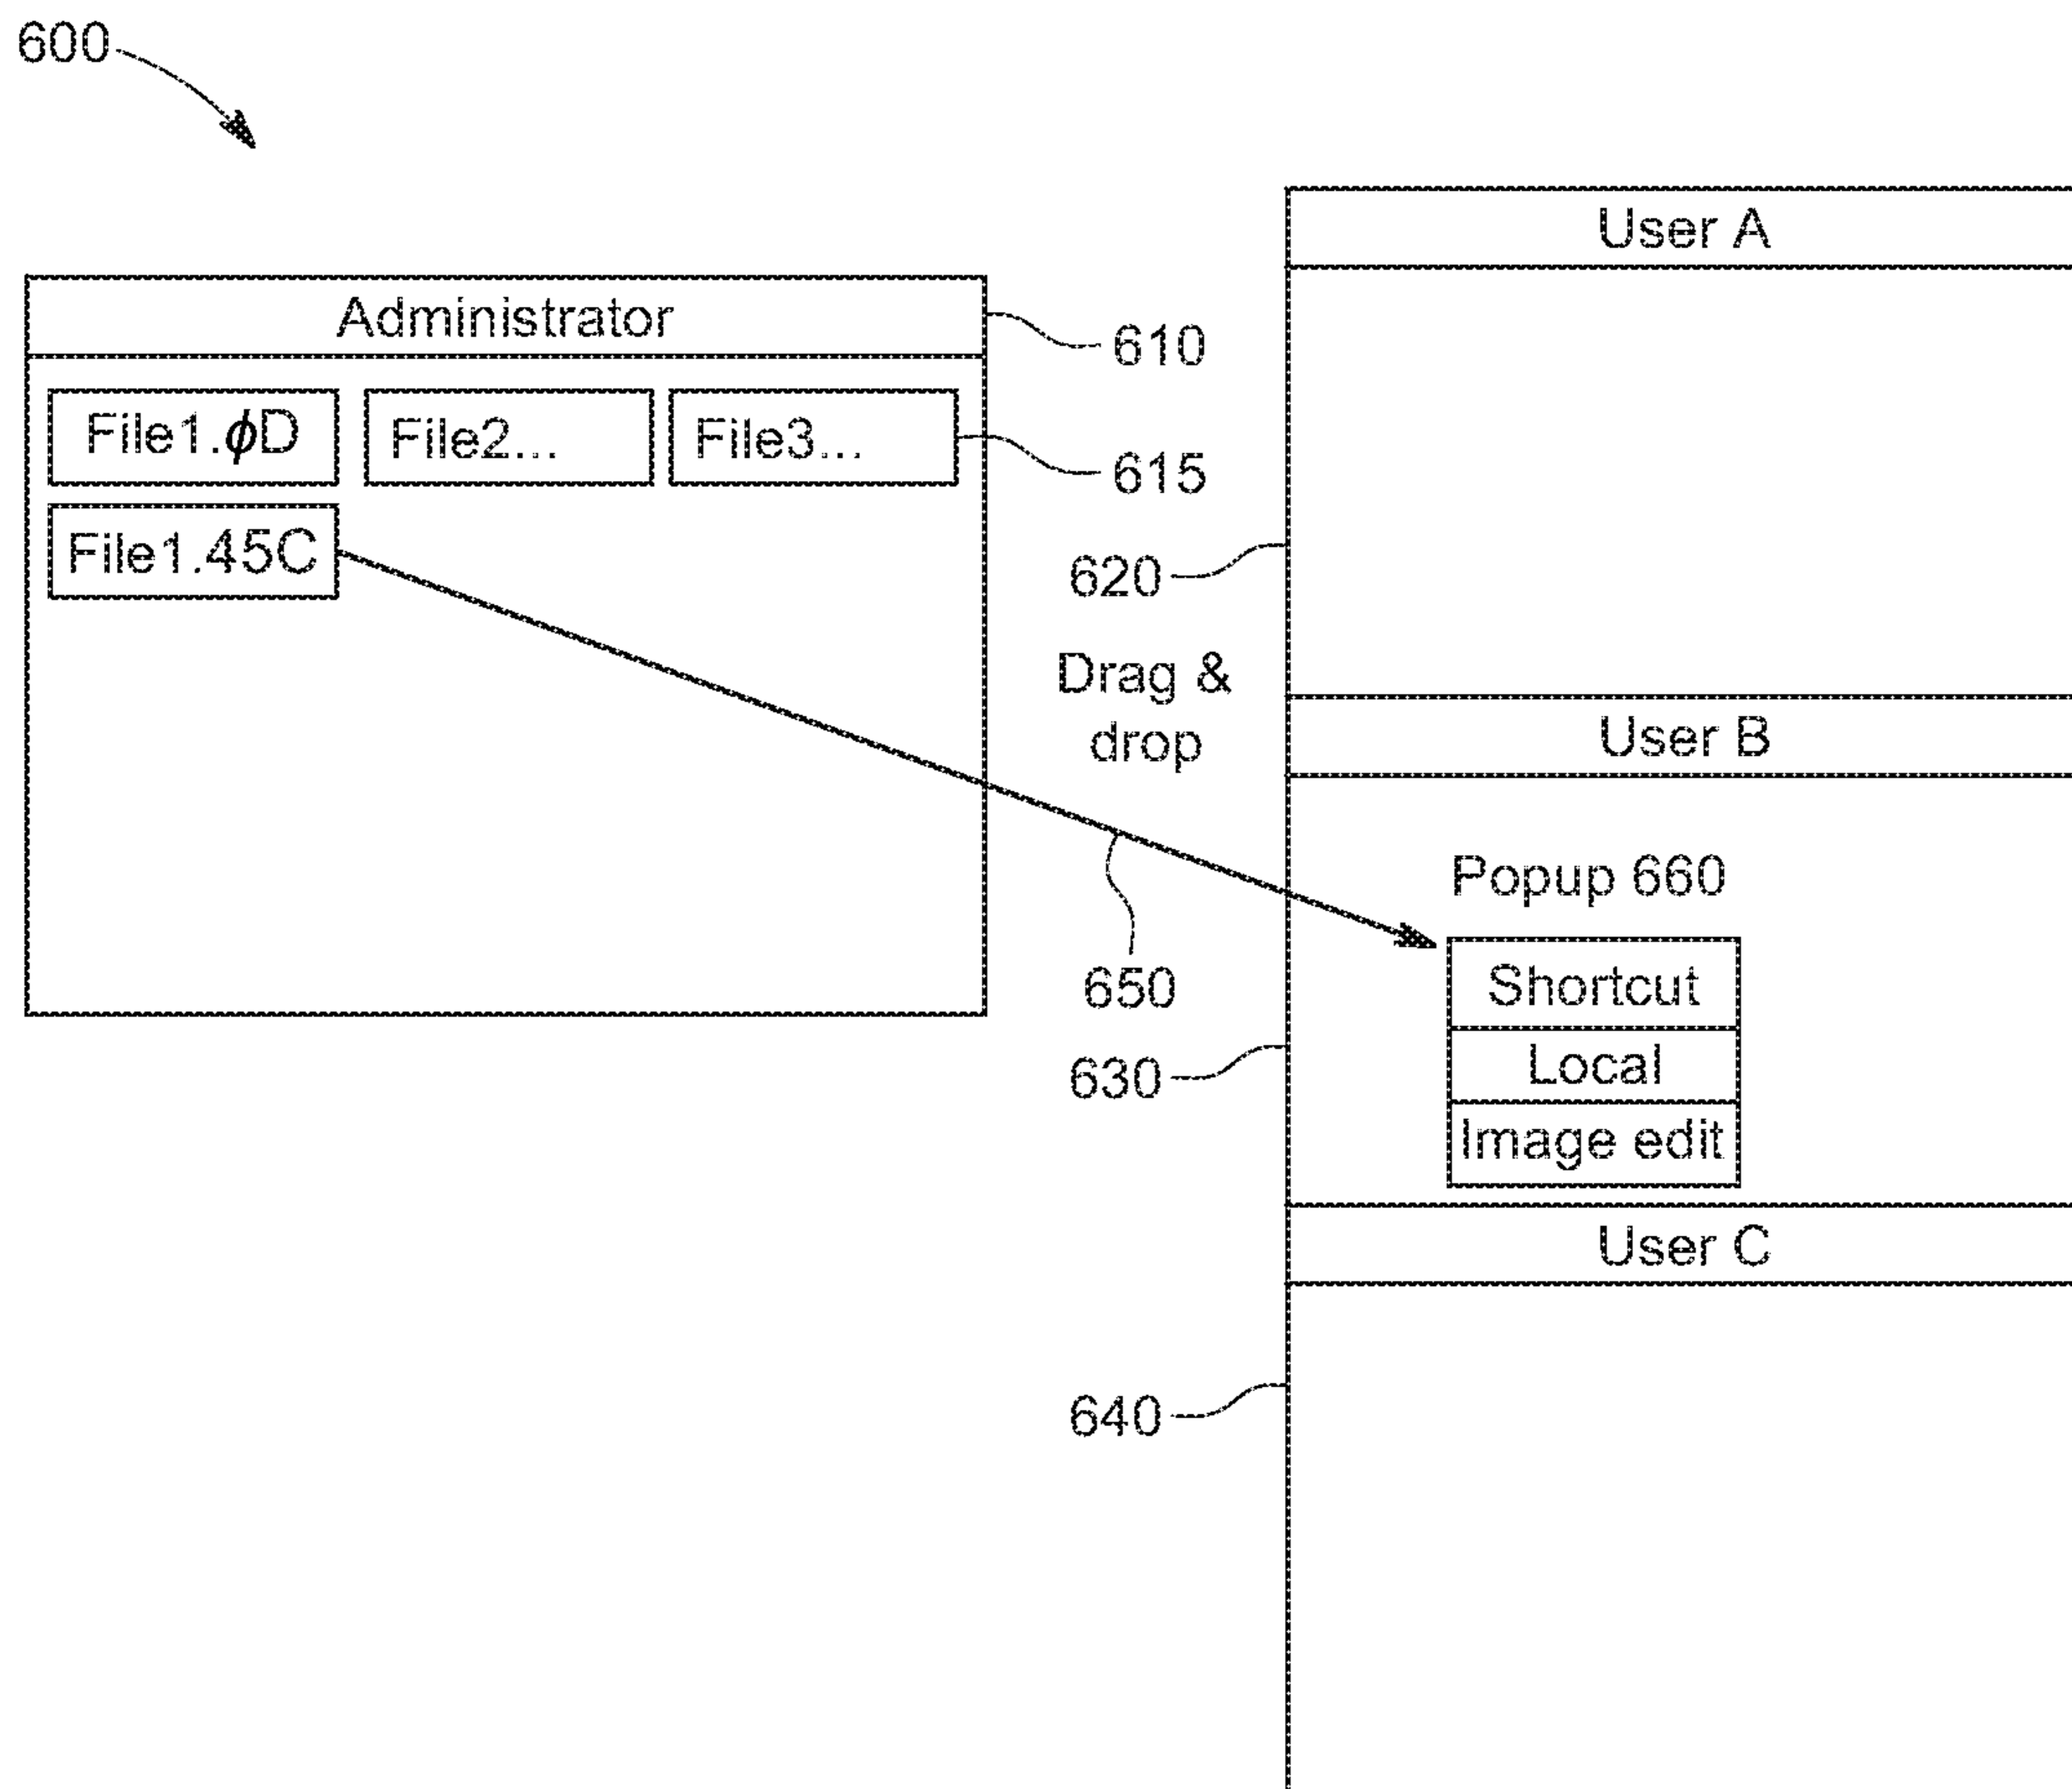 600
User A
Administrator
610
File1.ϕD
File2...
File3...
615
File1.45C
620
Drag &
drop
User B
Popup 660
650
Shortcut
630
Local
Image edit
User C
640